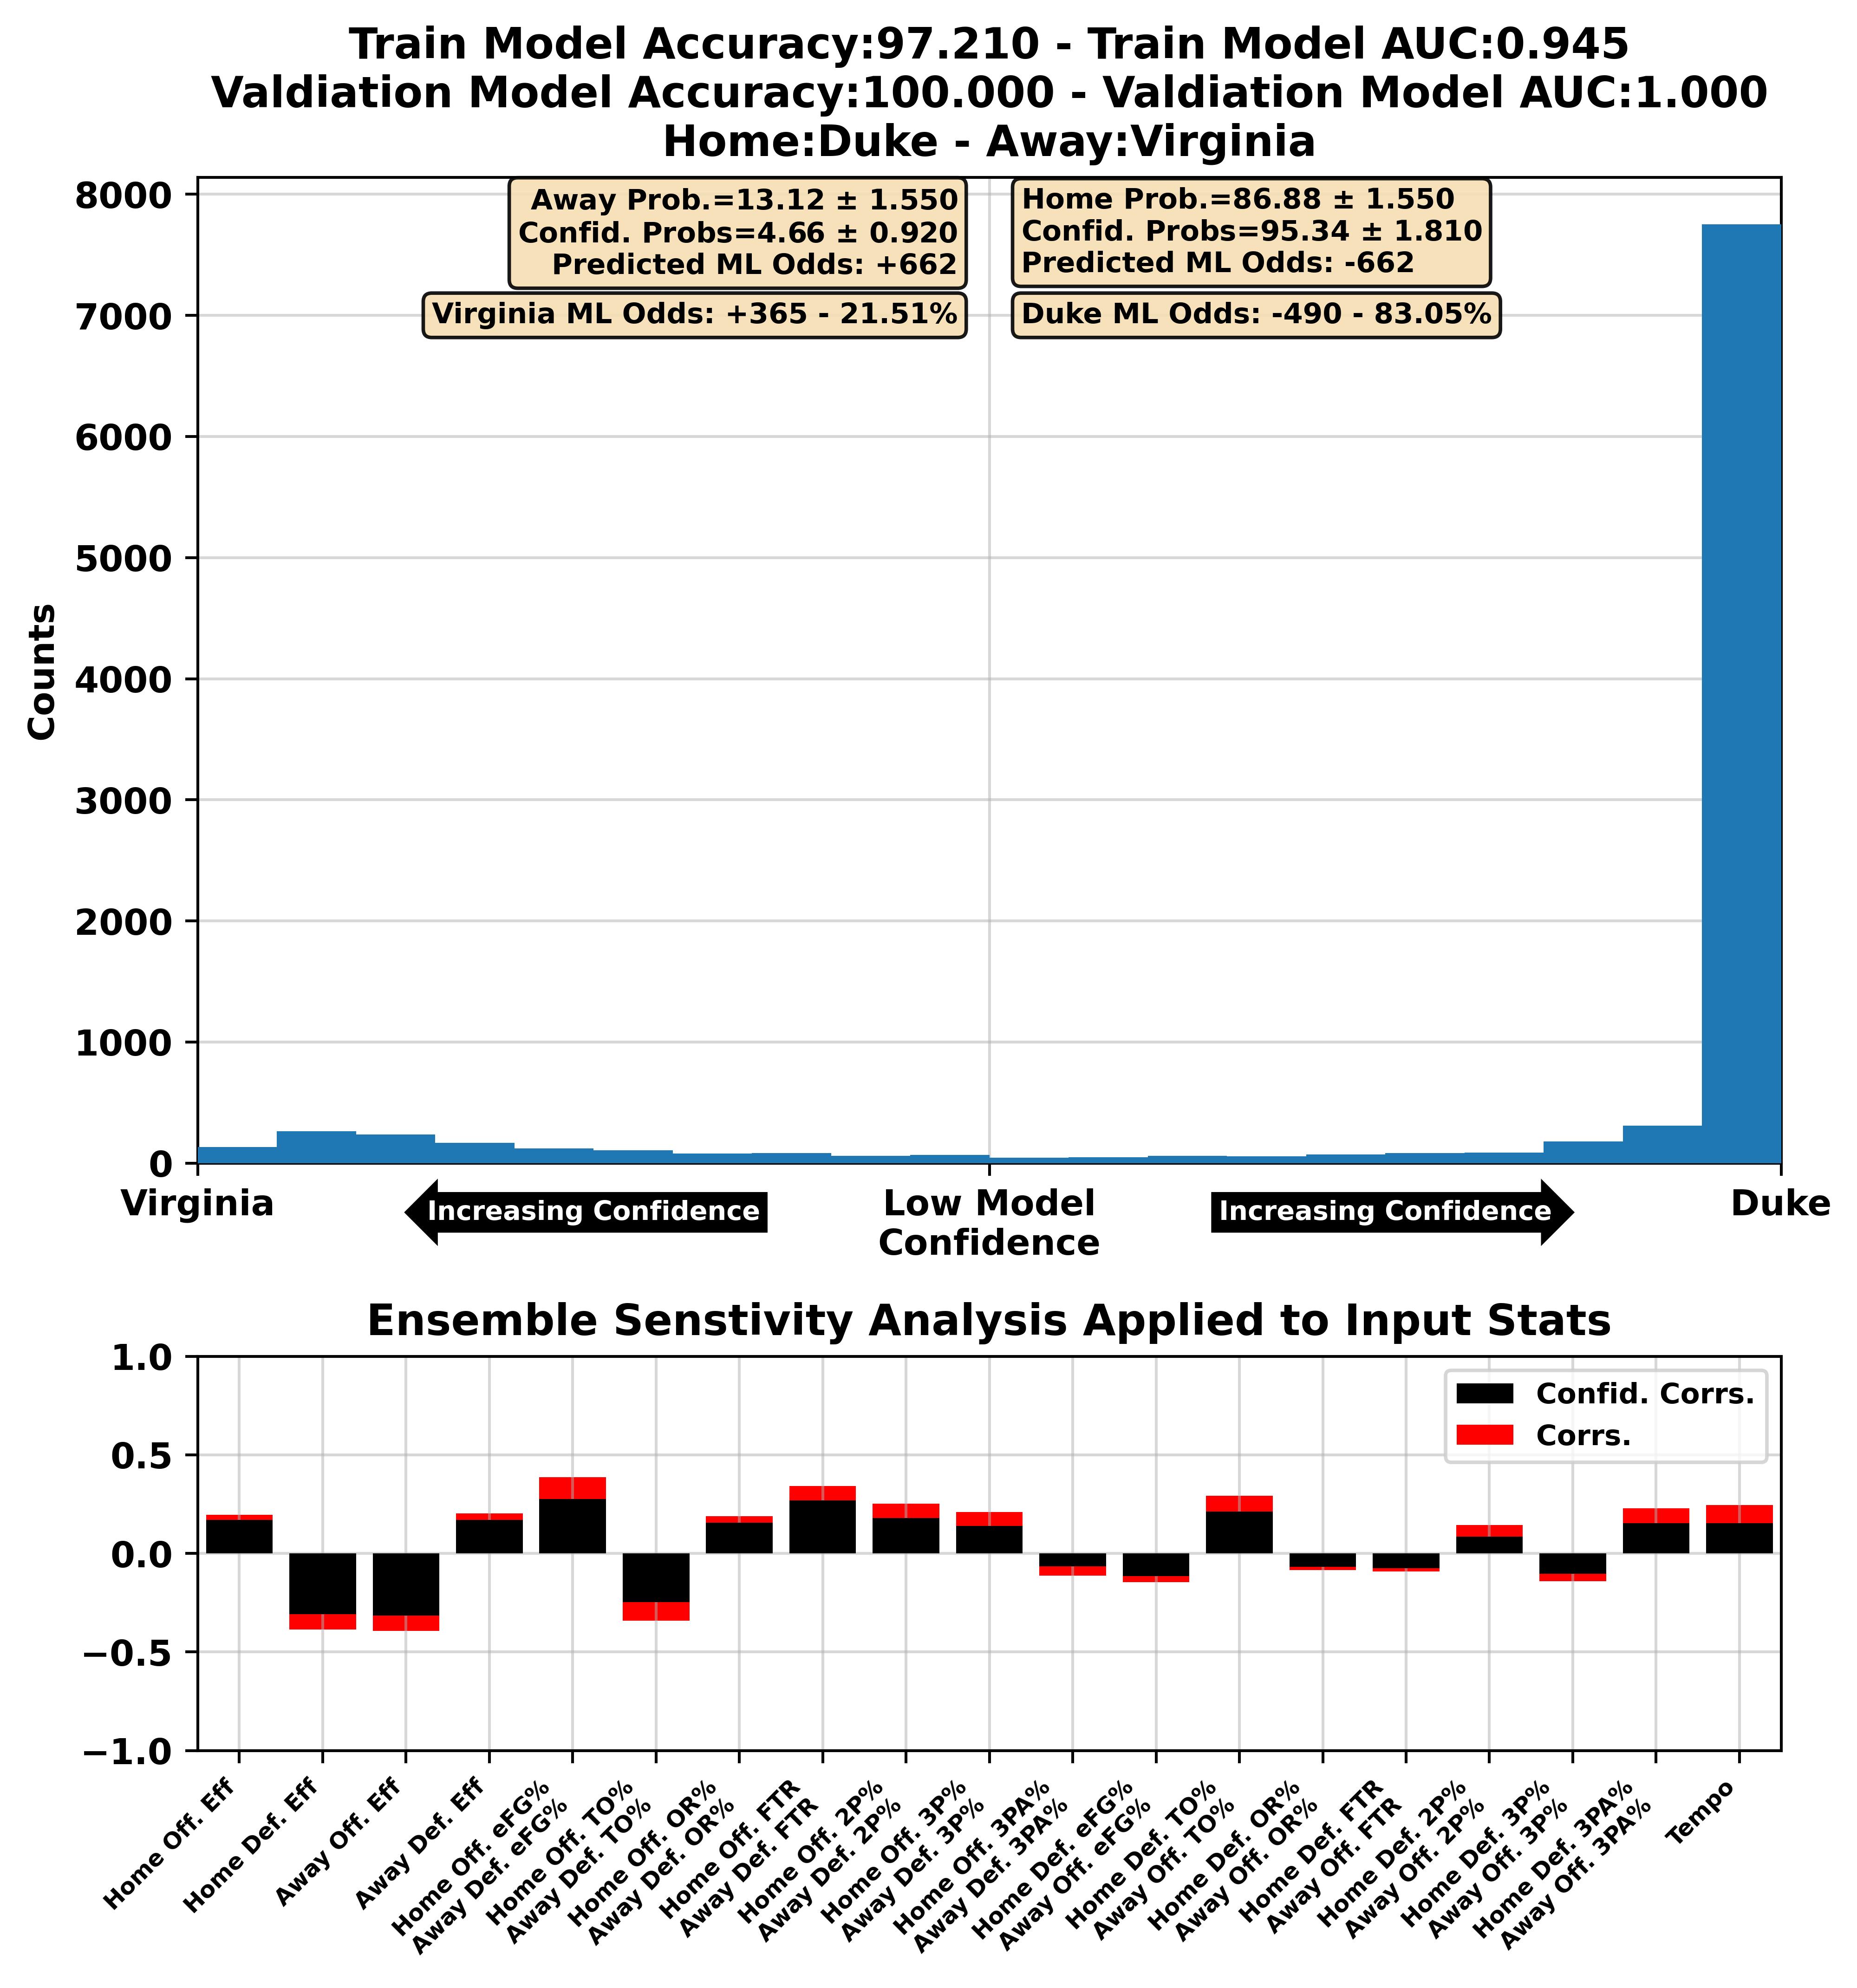 Train Model Accuracy:97.210 - Train Model AUC:0.945
Valdiation Model Accuracy:100.000 - Valdiation Model AUC:1.000
Home:Duke - Away:Virginia
Away Prob.=13.12 ± 1.550
Confid. Probs=4.66 ± 0.920
Predicted ML Odds: +662
Virginia ML Odds: +365 - 21.51%
Home Prob.=86.88 ± 1.550
Confid. Probs=95.34 ± 1.810
Predicted ML Odds: -662
Duke ML Odds: -490 - 83.05%
8000
7000
6000
5000
4000
3000
2000
1000
0
Counts
Virginia
Increasing Confidence
Low Model
Confidence
Increasing Confidence
Duke
Ensemble Senstivity Analysis Applied to Input Stats
1.0
0.5
0.0
−0.5
−1.0
Confid. Corrs.
Corrs.
Home Off. Eff
Home Def. Eff
Away Off. Eff
Away Def. Eff
Home Off. eFG%
Away Def. eFG%
Home Off. TO%
Away Def. TO%
Home Off. OR%
Away Def. OR%
Home Off. FTR
Away Def. FTR
Home Off. 2P%
Away Def. 2P%
Home Off. 3P%
Away Def. 3P%
Home Off. 3PA%
Away Def. 3PA%
Home Def. eFG%
Away Off. eFG%
Home Def. TO%
Away Off. TO%
Home Def. OR%
Away Off. OR%
Home Def. FTR
Away Off. FTR
Home Def. 2P%
Away Off. 2P%
Home Def. 3P%
Away Off. 3P%
Home Def. 3PA%
Away Off. 3PA%
Tempo